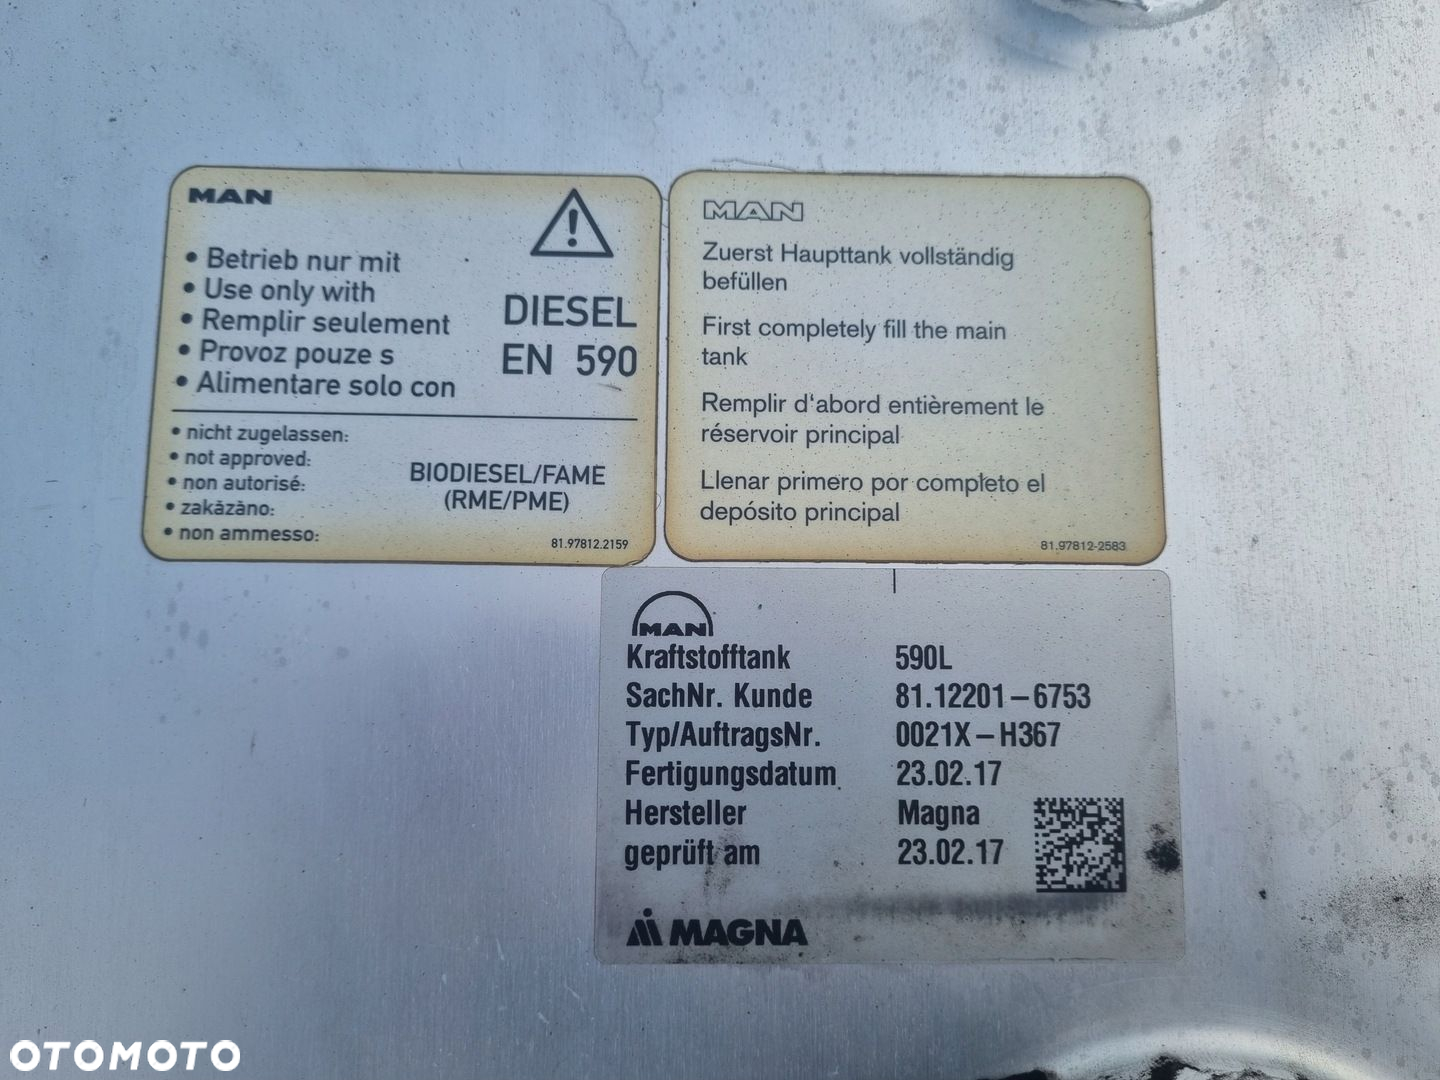 MAN
• Betrieb nur mit
• Use only with
• Remplir seulement
• Provoz pouze s
• Alimentare solo con
DIESEL
EN 590
• nicht zugelassen:
• not approved:
• non autorisé:
• zakázáno:
• non ammesso:
BIODIESEL/FAME
(RME/PME)
81.97812.2159
MAN
Zuerst Haupttank vollständig
befüllen
First completely fill the main
tank
Remplir d'abord entièrement le
réservoir principal
Llenar primero por completo el
depósito principal
81.97812-2583
MAN
Kraftstofftank 590L
SachNr. Kunde 81.12201–6753
Typ/AuftragsNr. 0021X–H367
Fertigungsdatum 23.02.17
Hersteller Magna
geprüft am 23.02.17
MAGNA
OTOMOTO